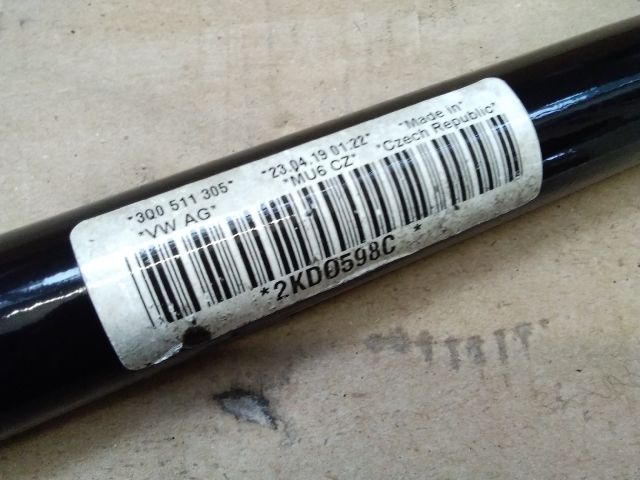 "3Q0 511 305" "23.04.19 01:22" "Made in"
"VW AG" "MU6 CZ" "Czech Republic"
*2KD0598C *